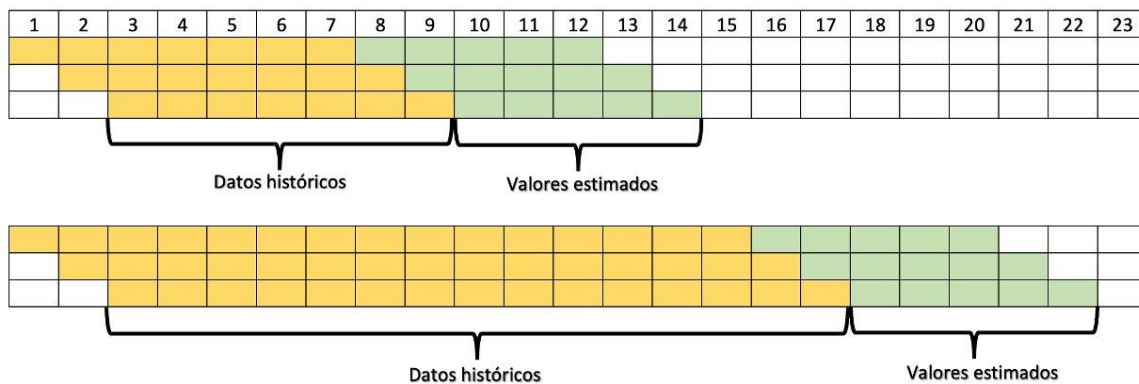 1 2 3 4 5 6 7 8 9 10 11 12 13 14 15 16 17 18 19 20 21 22 23
Datos históricos Valores estimados
Datos históricos Valores estimados